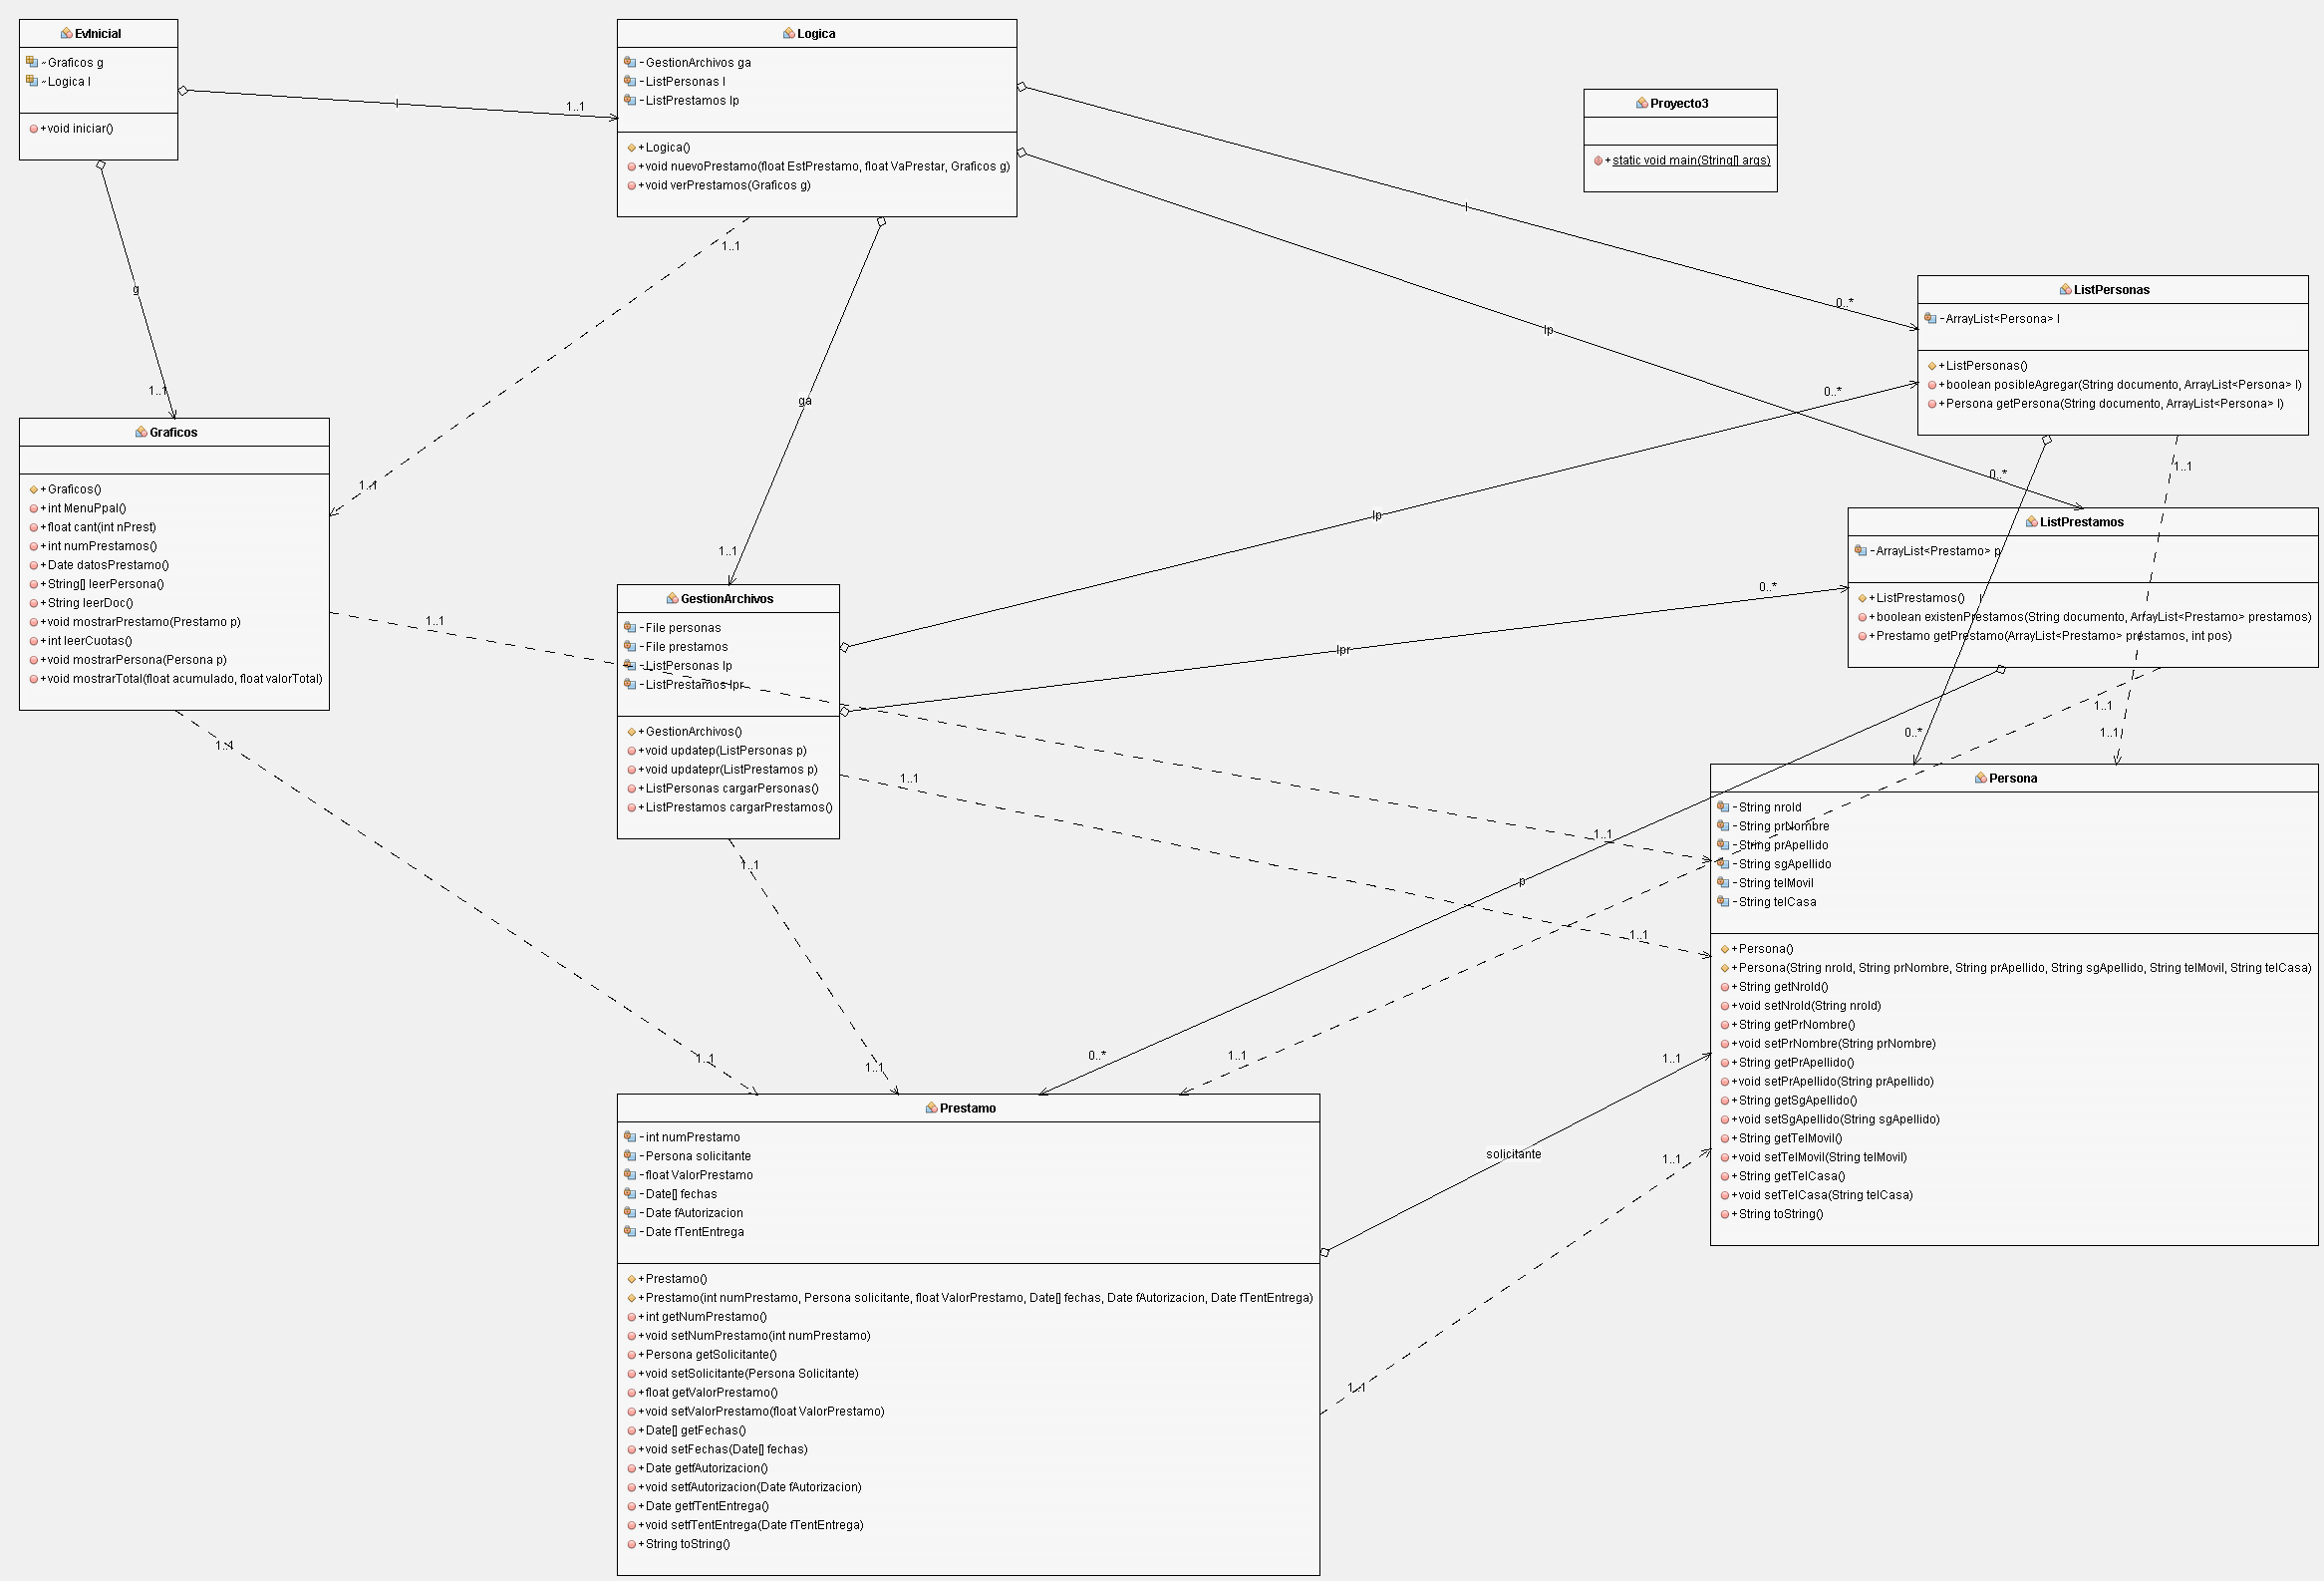 EvInicial
~Graficos g
~Logica l
+void iniciar()
Logica
-GestionArchivos ga
-ListPersonas l
-ListPrestamos lp
+Logica()
+void nuevoPrestamo(float EstPrestamo, float VaPrestar, Graficos g)
+void verPrestamos(Graficos g)
Proyecto3
+static void main(String[] args)
l
1..1
g
1..1
1..1
1..1
ga
1..1
l
0..*
lp
0..*
lp
0..*
lpr
0..*
ListPersonas
-ArrayList<Persona> l
+ListPersonas()
+boolean posibleAgregar(String documento, ArrayList<Persona> l)
+Persona getPersona(String documento, ArrayList<Persona> l)
1..1
l
0..*
1..1
ListPrestamos
-ArrayList<Prestamo> p
+ListPrestamos()
+boolean existenPrestamos(String documento, ArrayList<Prestamo> prestamos)
+Prestamo getPrestamo(ArrayList<Prestamo> prestamos, int pos)
1..1
Graficos
+Graficos()
+int MenuPpal()
+float cant(int nPrest)
+int numPrestamos()
+Date datosPrestamo()
+String[] leerPersona()
+String leerDoc()
+void mostrarPrestamo(Prestamo p)
+int leerCuotas()
+void mostrarPersona(Persona p)
+void mostrarTotal(float acumulado, float valorTotal)
1..1
1..1
GestionArchivos
-File personas
-File prestamos
-ListPersonas lp
-ListPrestamos lpr
+GestionArchivos()
+void updatep(ListPersonas p)
+void updatepr(ListPrestamos p)
+ListPersonas cargarPersonas()
+ListPrestamos cargarPrestamos()
1..1
1..1
1..1
1..1
p
1..1
1..1
0..*
1..1
Persona
-String nroId
-String prNombre
-String prApellido
-String sgApellido
-String telMovil
-String telCasa
+Persona()
+Persona(String nroId, String prNombre, String prApellido, String sgApellido, String telMovil, String telCasa)
+String getNroId()
+void setNroId(String nroId)
+String getPrNombre()
+void setPrNombre(String prNombre)
+String getPrApellido()
+void setPrApellido(String prApellido)
+String getSgApellido()
+void setSgApellido(String sgApellido)
+String getTelMovil()
+void setTelMovil(String telMovil)
+String getTelCasa()
+void setTelCasa(String telCasa)
+String toString()
1..1
solicitante
1..1
1..1
Prestamo
-int numPrestamo
-Persona solicitante
-float ValorPrestamo
-Date[] fechas
-Date fAutorizacion
-Date fTentEntrega
+Prestamo()
+Prestamo(int numPrestamo, Persona solicitante, float ValorPrestamo, Date[] fechas, Date fAutorizacion, Date fTentEntrega)
+int getNumPrestamo()
+void setNumPrestamo(int numPrestamo)
+Persona getSolicitante()
+void setSolicitante(Persona Solicitante)
+float getValorPrestamo()
+void setValorPrestamo(float ValorPrestamo)
+Date[] getFechas()
+void setFechas(Date[] fechas)
+Date getfAutorizacion()
+void setfAutorizacion(Date fAutorizacion)
+Date getfTentEntrega()
+void setfTentEntrega(Date fTentEntrega)
+String toString()
1..1